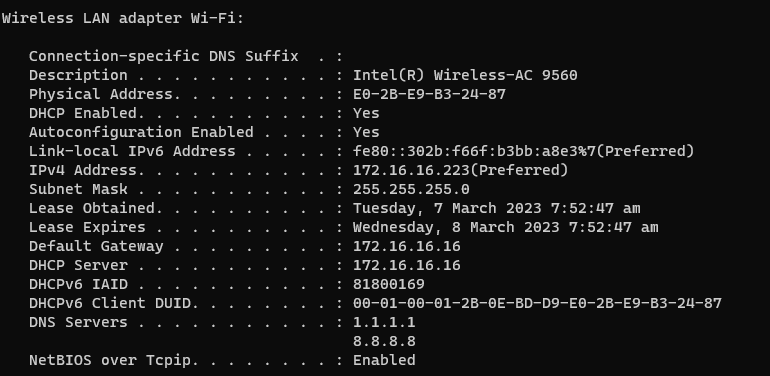 Wireless LAN adapter Wi-Fi:
Connection-specific DNS Suffix  . :
Description . . . . . . . . . . . : Intel(R) Wireless-AC 9560
Physical Address. . . . . . . . . : E0-2B-E9-B3-24-87
DHCP Enabled. . . . . . . . . . . : Yes
Autoconfiguration Enabled . . . . : Yes
Link-local IPv6 Address . . . . . : fe80::302b:f66f:b3bb:a8e3%7(Preferred)
IPv4 Address. . . . . . . . . . . : 172.16.16.223(Preferred)
Subnet Mask . . . . . . . . . . . : 255.255.255.0
Lease Obtained. . . . . . . . . . : Tuesday, 7 March 2023 7:52:47 am
Lease Expires . . . . . . . . . . : Wednesday, 8 March 2023 7:52:47 am
Default Gateway . . . . . . . . . : 172.16.16.16
DHCP Server . . . . . . . . . . . : 172.16.16.16
DHCPv6 IAID . . . . . . . . . . . : 81800169
DHCPv6 Client DUID. . . . . . . . : 00-01-00-01-2B-0E-BD-D9-E0-2B-E9-B3-24-87
DNS Servers . . . . . . . . . . . : 1.1.1.1
8.8.8.8
NetBIOS over Tcpip. . . . . . . . : Enabled